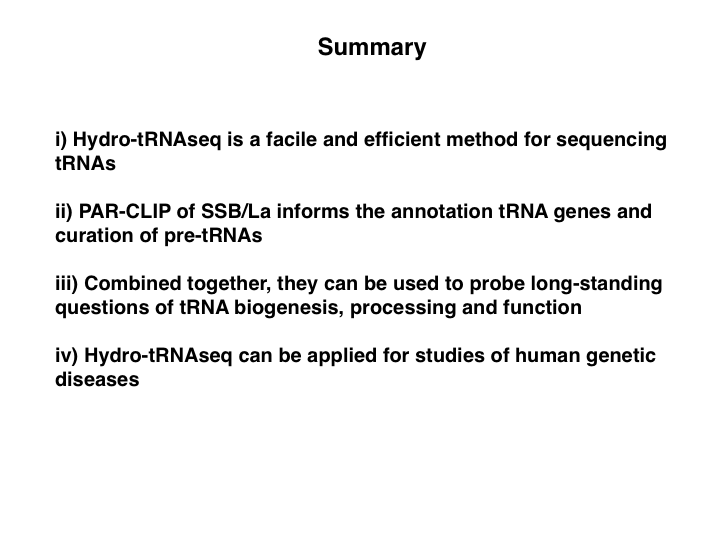 Summary
i) Hydro-tRNAseq is a facile and efficient method for sequencing
tRNAs
ii) PAR-CLIP of SSB/La informs the annotation tRNA genes and
curation of pre-tRNAs
iii) Combined together, they can be used to probe long-standing
questions of tRNA biogenesis, processing and function
iv) Hydro-tRNAseq can be applied for studies of human genetic
diseases